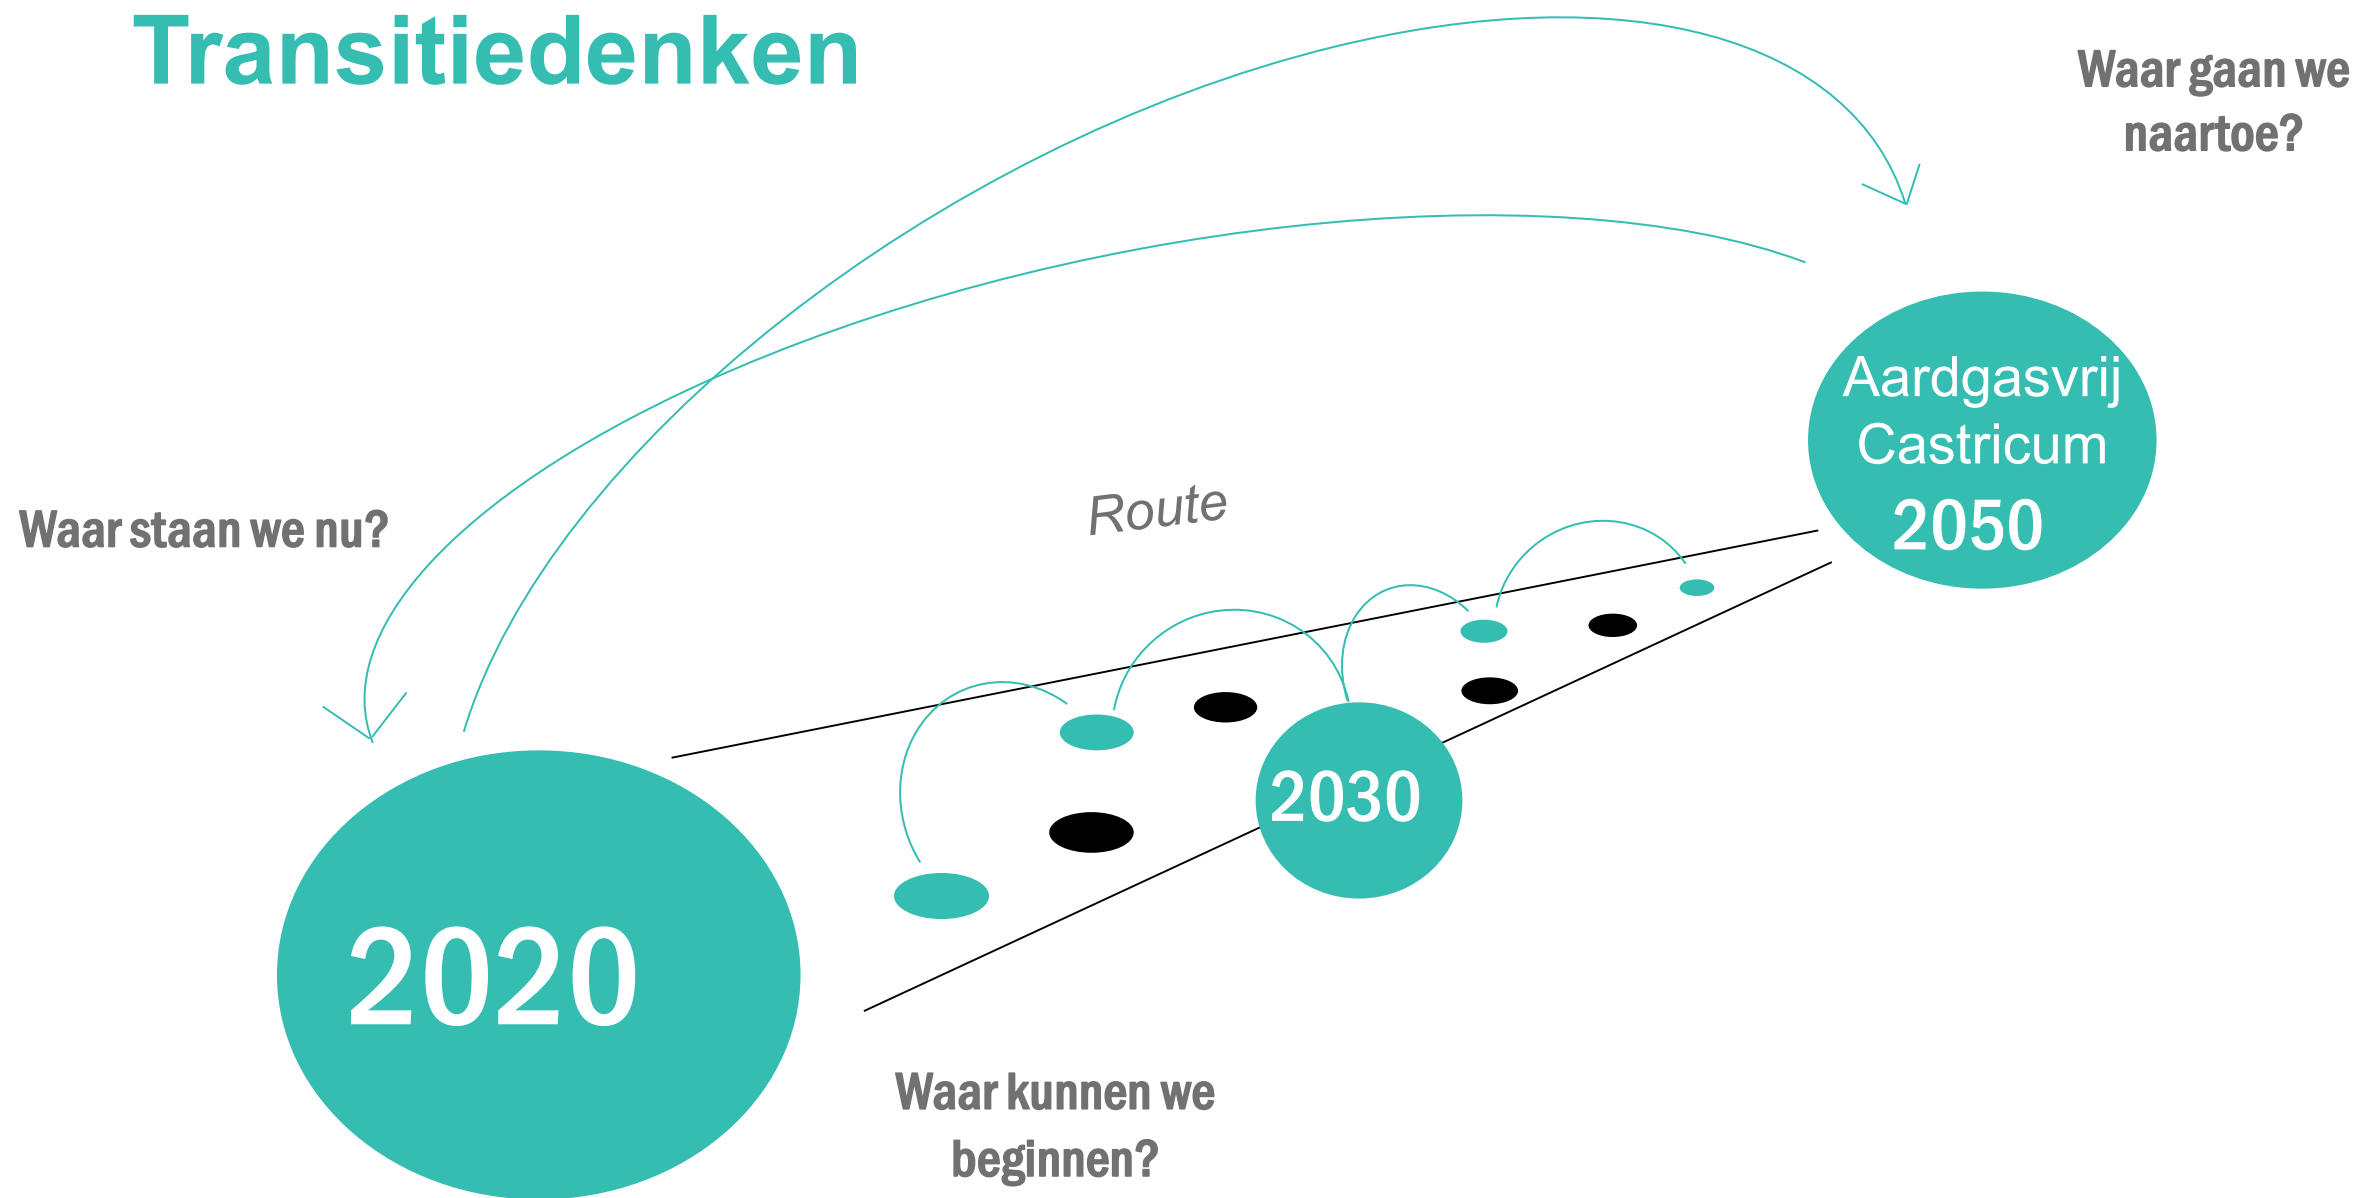 Transitiedenken
Waar gaan we
naartoe?
Aardgasvrij
Castricum
2050
Route
Waar staan we nu?
2030
2020
Waar kunnen we
beginnen?